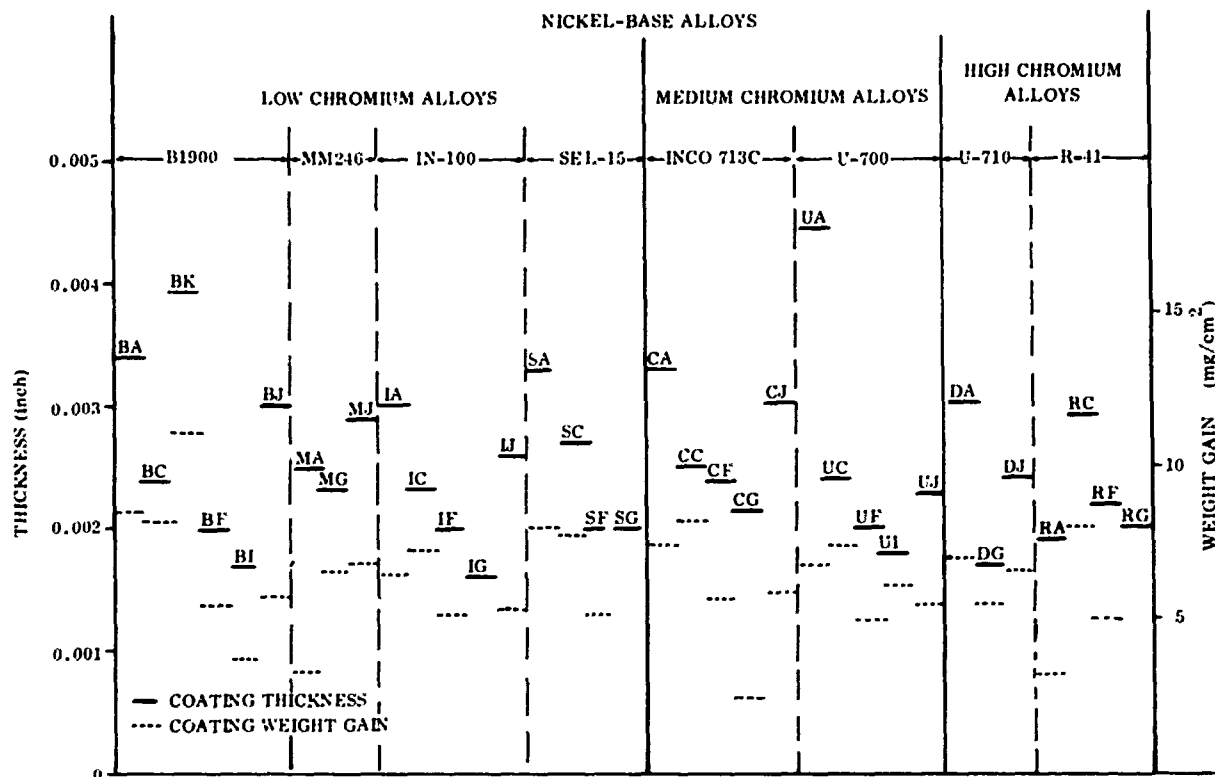 NICKEL-BASE ALLOYS
LOW CHROMIUM ALLOYS
MEDIUM CHROMIUM ALLOYS
HIGH CHROMIUM
ALLOYS
B1900
MM246
IN-100
SEL-15
INCO 713C
U-700
U-710
R-41
0.005
0.004
0.003
0.002
0.001
0
THICKNESS (inch)
15
10
5
WEIGHT GAIN (mg/cm2)
BA
BC
BK
BF
BI
BJ
MA
MG
MJ
IA
IC
IF
IG
IJ
SA
SC
SF
SG
CA
CC
CF
CG
CJ
UA
UC
UF
UI
UJ
DA
DG
DJ
RA
RC
RF
RG
COATING THICKNESS
COATING WEIGHT GAIN